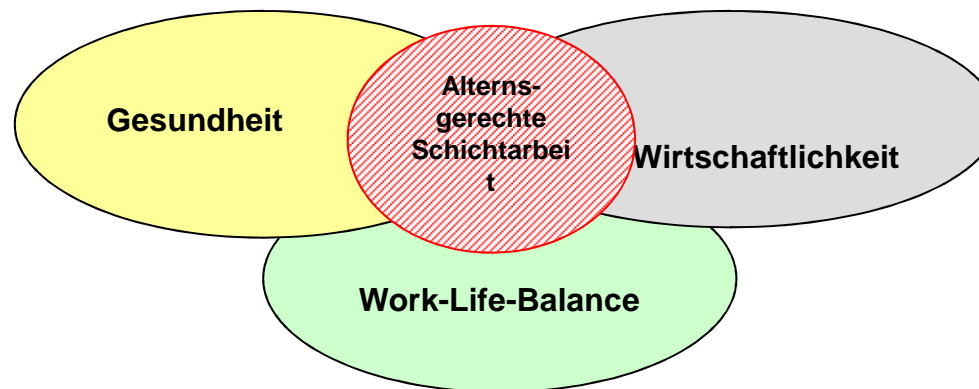 Gesundheit
Alterns-
gerechte
Schichtarbei
t
Wirtschaftlichkeit
Work-Life-Balance